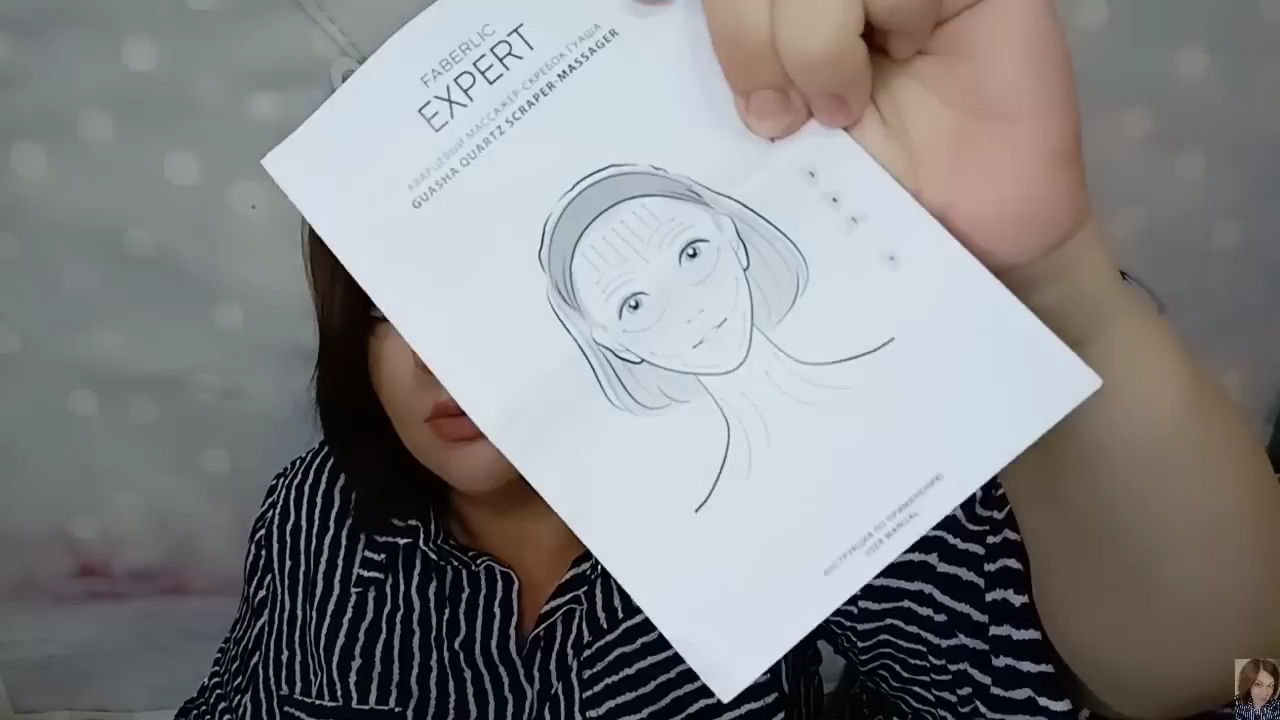 FABERLIC
EXPERT
КВАРЦЕВЫЙ МАССАЖЕР-СКРЕБОК ГУАША
GUASHA QUARTZ SCRAPER-MASSAGER
ИНСТРУКЦИЯ ПО ПРИМЕНЕНИЮ
USER MANUAL